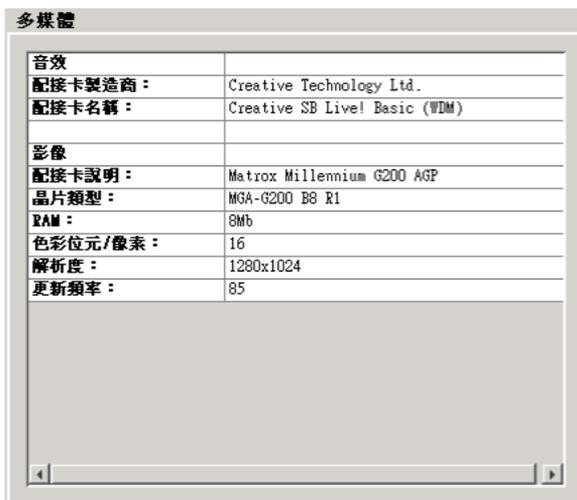 多媒體
音效
配接卡製造商： Creative Technology Ltd.
配接卡名稱： Creative SB Live! Basic (WDM)
影像
配接卡說明： Matrox Millennium G200 AGP
晶片類型： MGA-G200 B8 R1
RAM： 8Mb
色彩位元/像素： 16
解析度： 1280x1024
更新頻率： 85